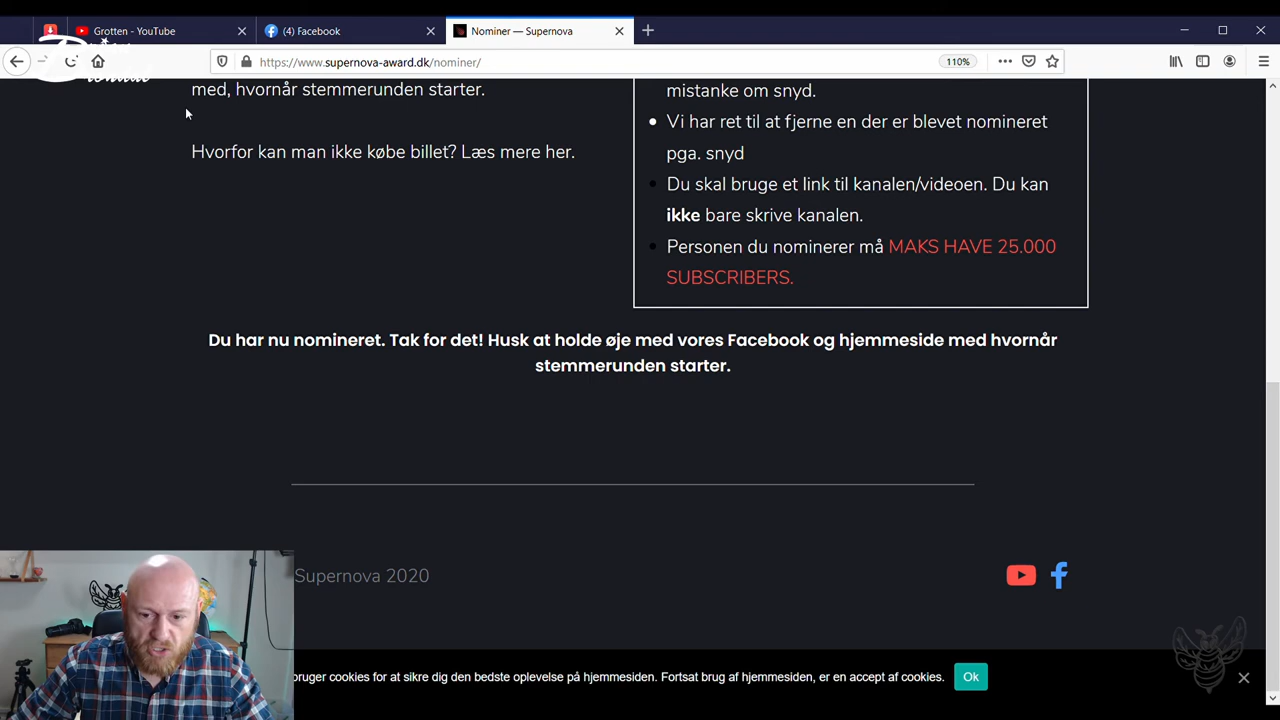 Grotten - YouTube
(4) Facebook
Nominer — Supernova
https://www.supernova-award.dk/nominer/
110%
med, hvornår stemmerunden starter.
Hvorfor kan man ikke købe billet? Læs mere her.
mistanke om snyd.
Vi har ret til at fjerne en der er blevet nomineret
pga. snyd
Du skal bruge et link til kanalen/videoen. Du kan
ikke bare skrive kanalen.
Personen du nominerer må MAKS HAVE 25.000
SUBSCRIBERS.
Du har nu nomineret. Tak for det! Husk at holde øje med vores Facebook og hjemmeside med hvornår
stemmerunden starter.
Supernova 2020
bruger cookies for at sikre dig den bedste oplevelse på hjemmesiden. Fortsat brug af hjemmesiden, er en accept af cookies.
Ok